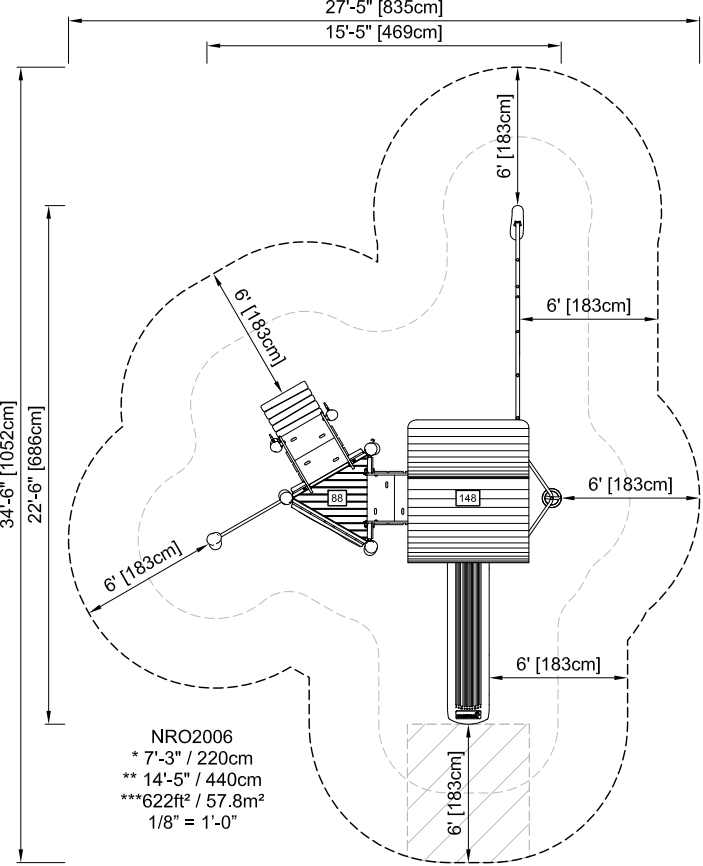 27'-5" [835cm]
15'-5" [469cm]
6' [183cm]
6' [183cm]
6' [183cm]
34'-6" [1052cm]
22'-6" [686cm]
88
148
6' [183cm]
6' [183cm]
6' [183cm]
6' [183cm]
NRO2006
* 7'-3" / 220cm
** 14'-5" / 440cm
***622ft² / 57.8m²
1/8” = 1’-0”